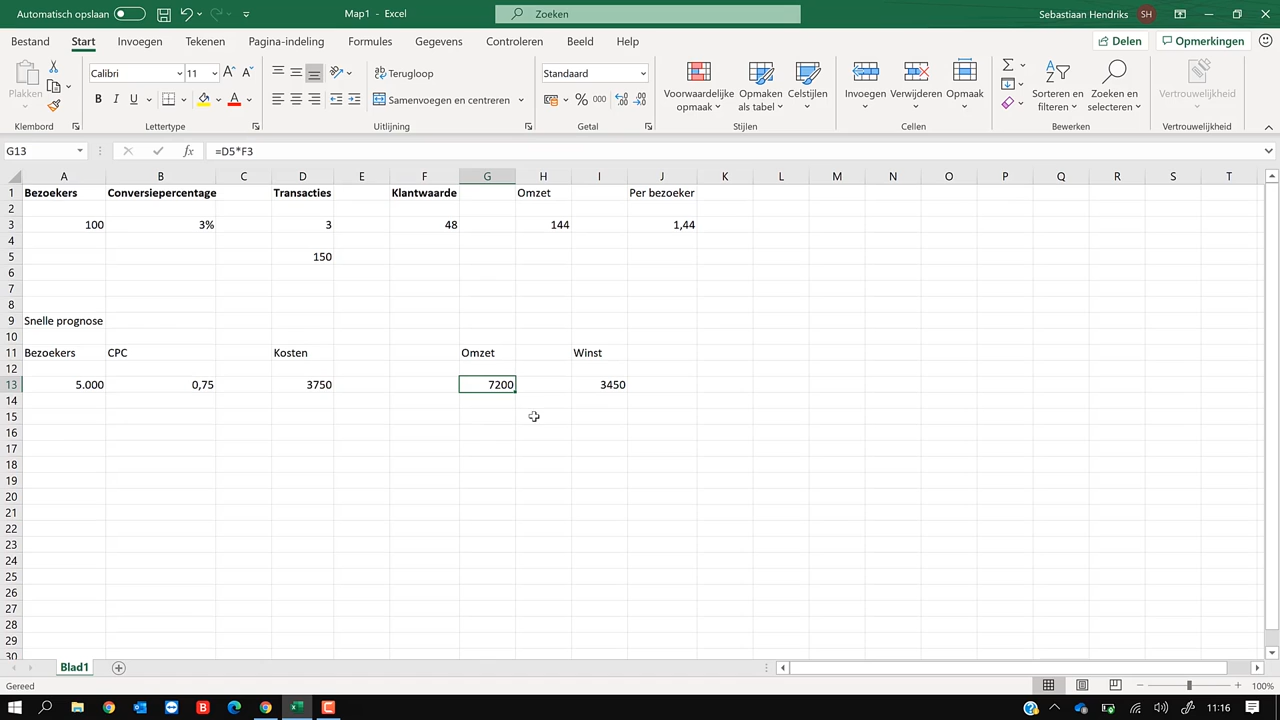 Automatisch opslaan
Map1 - Excel
Zoeken
Sebastiaan Hendriks SH
Bestand Start Invoegen Tekenen Pagina-indeling Formules Gegevens Controleren Beeld Help Delen Opmerkingen
Plakken
Calibri 11
B I U
Terugloop
Samenvoegen en centreren
Standaard
% 000
Voorwaardelijke opmaak
Opmaken als tabel
Celstijlen
Invoegen Verwijderen Opmaak
Sorteren en filteren
Zoeken en selecteren
Vertrouwelijkheid
Klembord Lettertype Uitlijning Getal Stijlen Cellen Bewerken Vertrouwelijkheid
G13 fx =D5*F3
A B C D E F G H I J K L M N O P Q R S T
1 Bezoekers Conversiepercentage Transacties Klantwaarde Omzet Per bezoeker
2
3 100 3% 3 48 144 1,44
4
5 150
6
7
8
9 Snelle prognose
10
11 Bezoekers CPC Kosten Omzet Winst
12
13 5.000 0,75 3750 7200 3450
14
15
16
17
18
19
20
21
22
23
24
25
26
27
28
29
30
Blad1
Gereed
100%
11:16